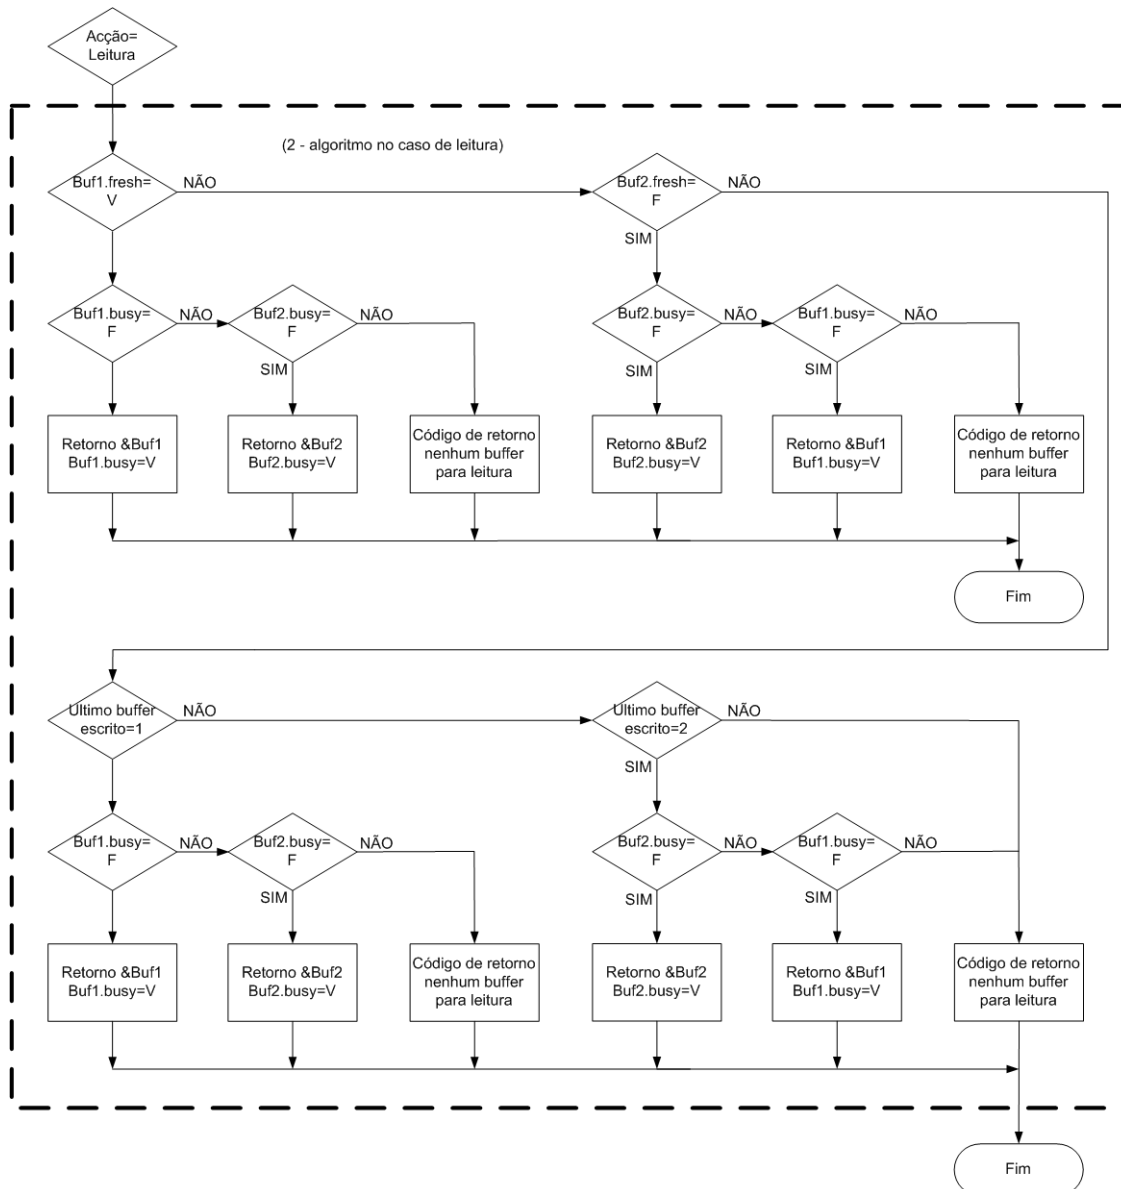 Acção=
Leitura
(2 - algoritmo no caso de leitura)
Buf1.fresh=
V
NÃO
Buf2.fresh=
F
NÃO
SIM
Buf1.busy=
F
NÃO
Buf2.busy=
F
NÃO
SIM
Buf2.busy=
F
NÃO
SIM
Buf1.busy=
F
NÃO
SIM
Retorno &Buf1
Buf1.busy=V
Retorno &Buf2
Buf2.busy=V
Código de retorno
nenhum buffer
para leitura
Retorno &Buf2
Buf2.busy=V
Retorno &Buf1
Buf1.busy=V
Código de retorno
nenhum buffer
para leitura
Fim
Último buffer
escrito=1
NÃO
Último buffer
escrito=2
NÃO
SIM
Buf1.busy=
F
NÃO
Buf2.busy=
F
NÃO
SIM
Buf2.busy=
F
NÃO
SIM
Buf1.busy=
F
NÃO
SIM
Retorno &Buf1
Buf1.busy=V
Retorno &Buf2
Buf2.busy=V
Código de retorno
nenhum buffer
para leitura
Retorno &Buf2
Buf2.busy=V
Retorno &Buf1
Buf1.busy=V
Código de retorno
nenhum buffer
para leitura
Fim